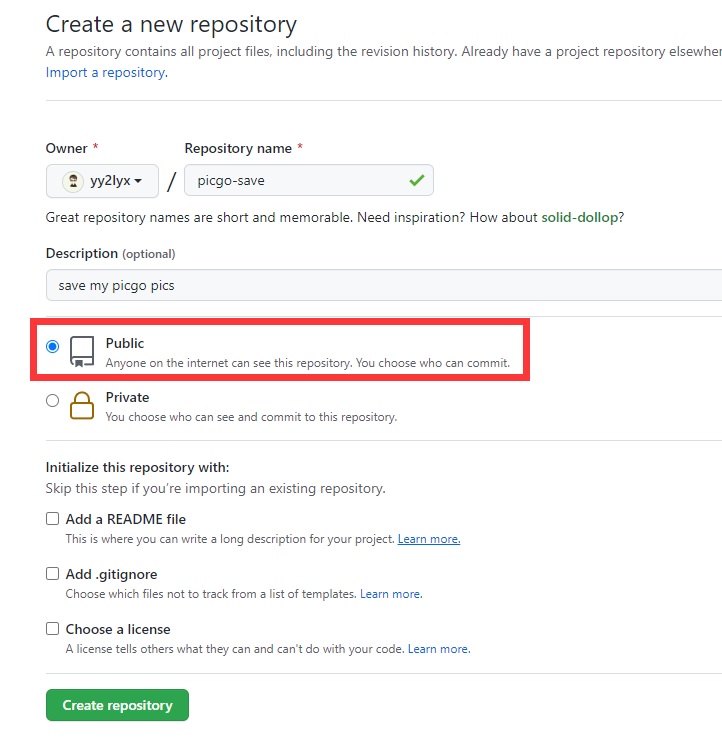 Create a new repository
A repository contains all project files, including the revision history. Already have a project repository
Import a repository.
Owner * Repository name *
yy2lyx / picgo-save
Great repository names are short and memorable. Need inspiration? How about solid-dollop?
Description (optional)
save my picgo pics
Public
Anyone on the internet can see this repository. You choose who can commit.
Private
You choose who can see and commit to this repository.
Initialize this repository with:
Skip this step if you're importing an existing repository.
Add a README file
This is where you can write a long description for your project. Learn more.
Add .gitignore
Choose which files not to track from a list of templates. Learn more.
Choose a license
A license tells others what they can and can't do with your code. Learn more.
Create repository